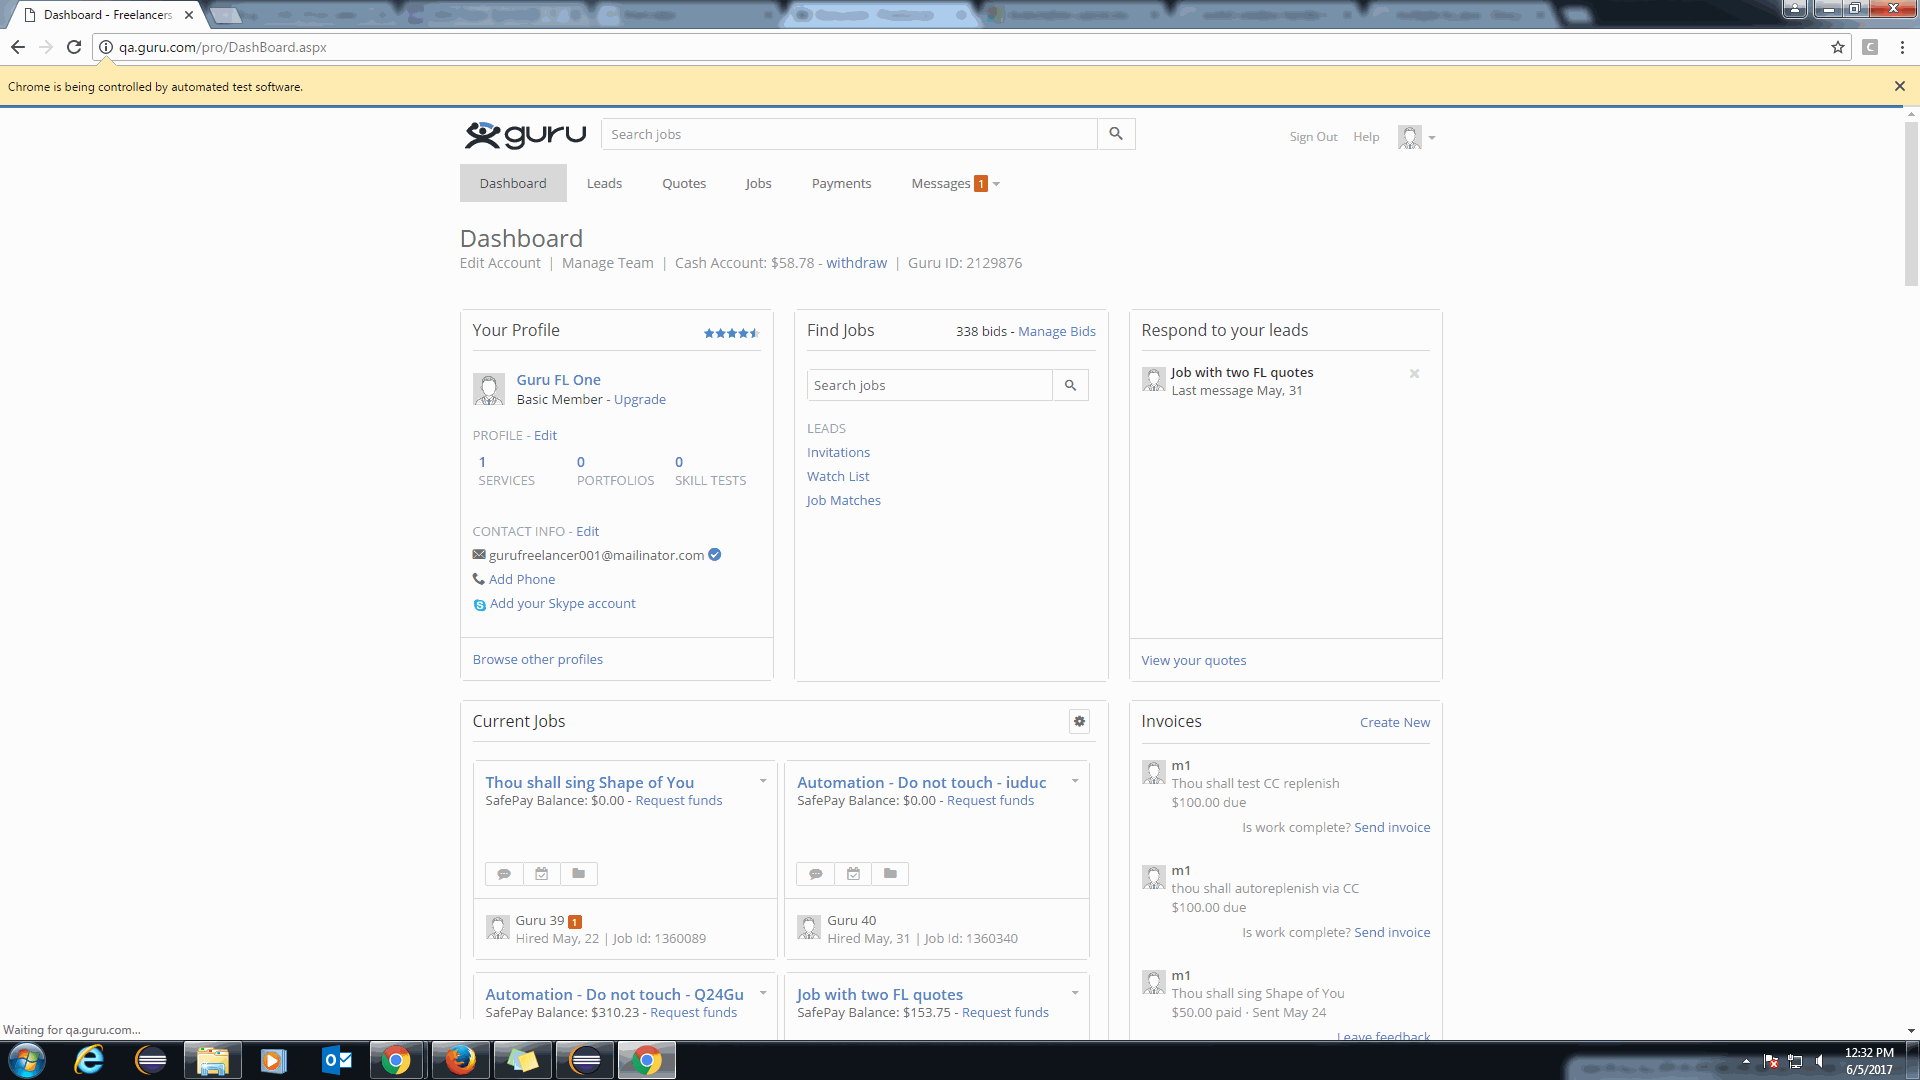 Dashboard - Freelancers
qa.guru.com/pro/DashBoard.aspx
C
Chrome is being controlled by automated test software.
guru
Search jobs
Sign Out Help
Dashboard Leads Quotes Jobs Payments Messages 1
Dashboard
Edit Account | Manage Team | Cash Account: $58.78 - withdraw | Guru ID: 2129876
Your Profile
Guru FL One
Basic Member - Upgrade
PROFILE - Edit
1 0 0
SERVICES PORTFOLIOS SKILL TESTS
CONTACT INFO - Edit
gurufreelancer001@mailinator.com
Add Phone
Add your Skype account
Browse other profiles
Find Jobs 338 bids - Manage Bids
Search jobs
LEADS
Invitations
Watch List
Job Matches
Respond to your leads
Job with two FL quotes
Last message May, 31
View your quotes
Current Jobs
Thou shall sing Shape of You
SafePay Balance: $0.00 - Request funds
Guru 39 1
Hired May, 22 | Job Id: 1360089
Automation - Do not touch - iuduc
SafePay Balance: $0.00 - Request funds
Guru 40
Hired May, 31 | Job Id: 1360340
Automation - Do not touch - Q24Gu
SafePay Balance: $310.23 - Request funds
Job with two FL quotes
SafePay Balance: $153.75 - Request funds
Invoices Create New
m1
Thou shall test CC replenish
$100.00 due
Is work complete? Send invoice
m1
thou shall autoreplenish via CC
$100.00 due
Is work complete? Send invoice
m1
Thou shall sing Shape of You
$50.00 paid · Sent May 24
Leave feedback
Waiting for qa.guru.com...
12:32 PM
6/5/2017